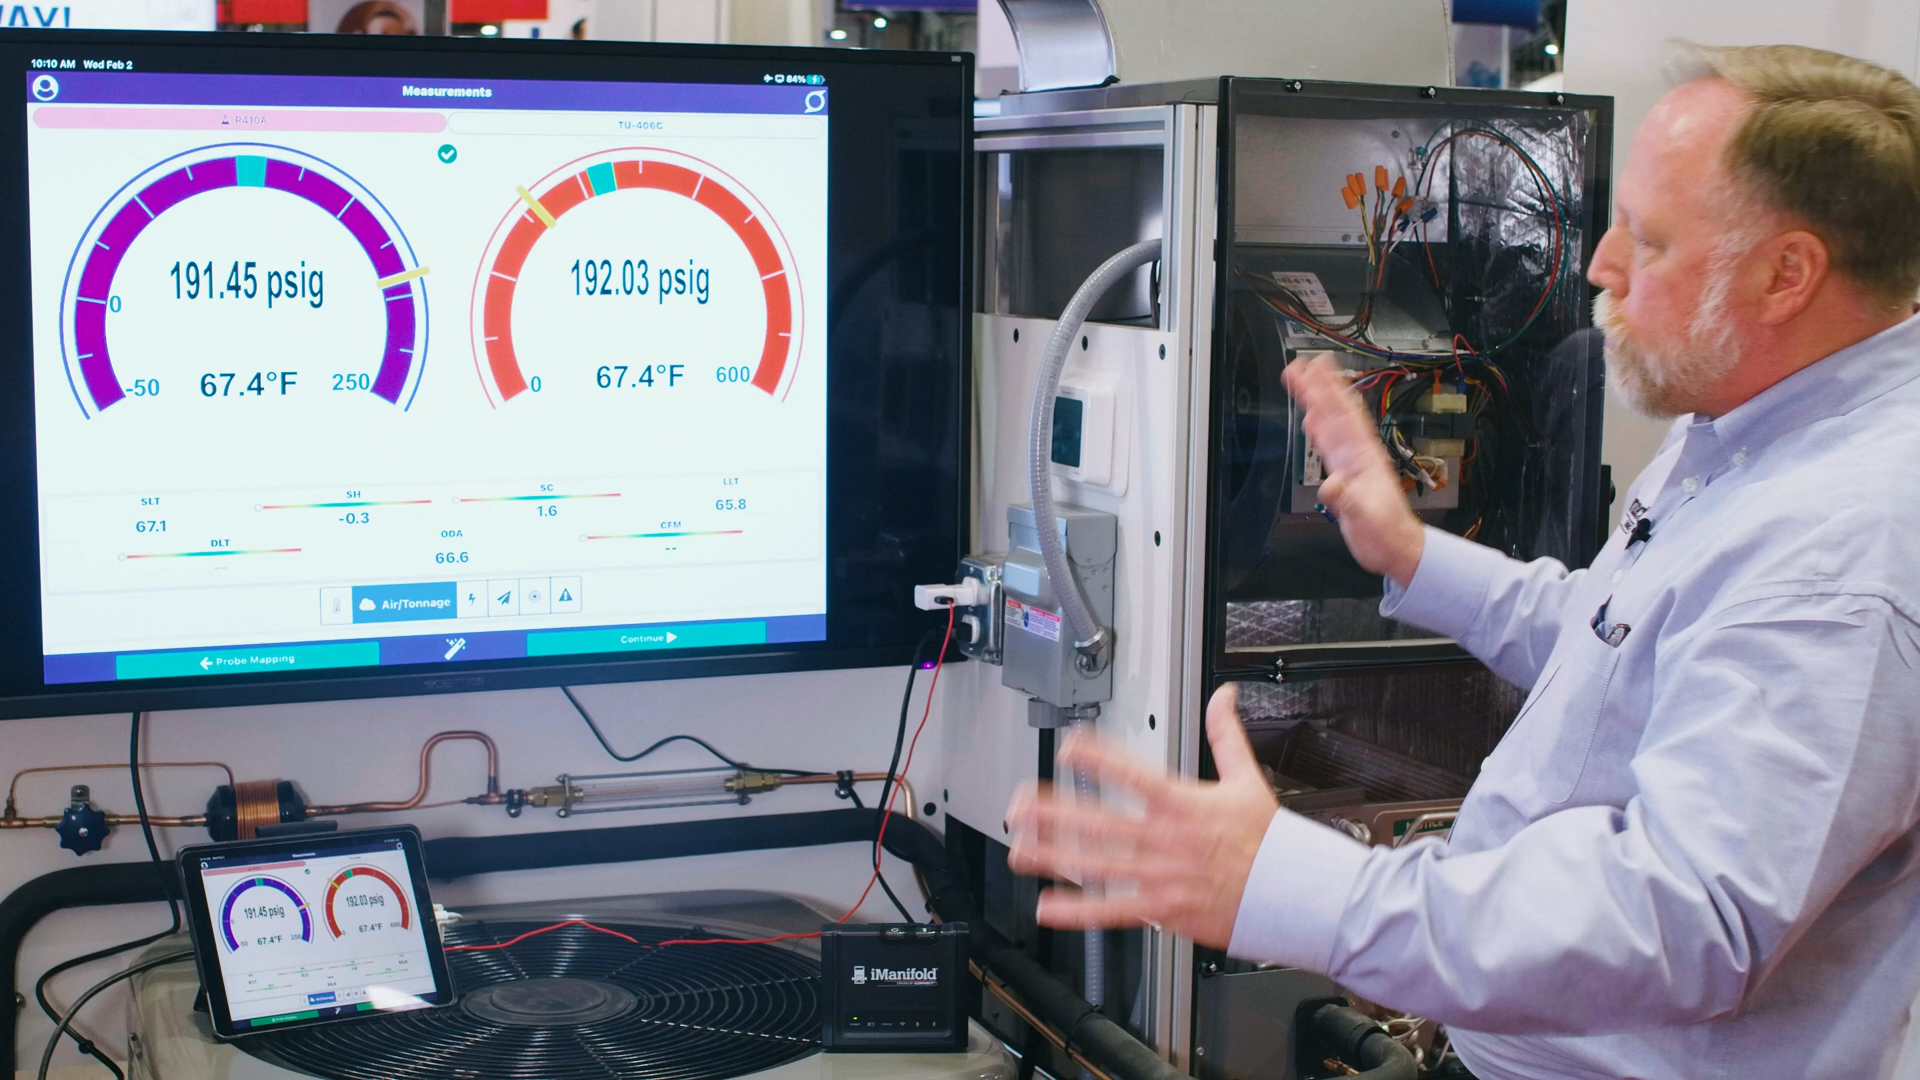 10:10 AM Wed Feb 2
84%
Measurements
R410A
TU-406C
191.45 psig
192.03 psig
0
-50
67.4°F
250
0
67.4°F
600
SLT
67.1
SH
-0.3
SC
1.6
LLT
65.8
DLT
--
ODA
66.6
CFM
--
Air/Tonnage
Probe Mapping
Continue
Measurements
191.45 psig
192.03 psig
67.4°F
67.4°F
iManifold
NOTICE